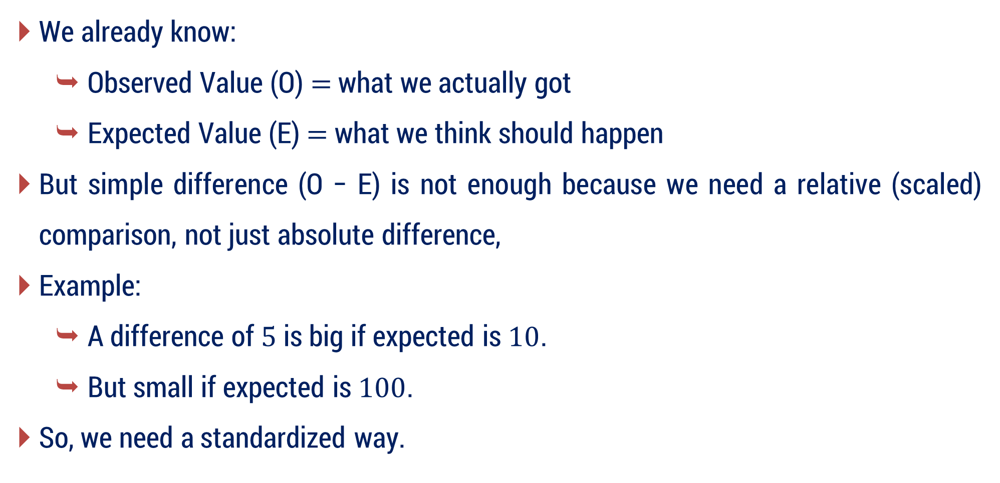 We already know:
Observed Value (O) = what we actually got
Expected Value (E) = what we think should happen
But simple difference (O − E) is not enough because we need a relative (scaled)
comparison, not just absolute difference,
Example:
A difference of 5 is big if expected is 10.
But small if expected is 100.
So, we need a standardized way.